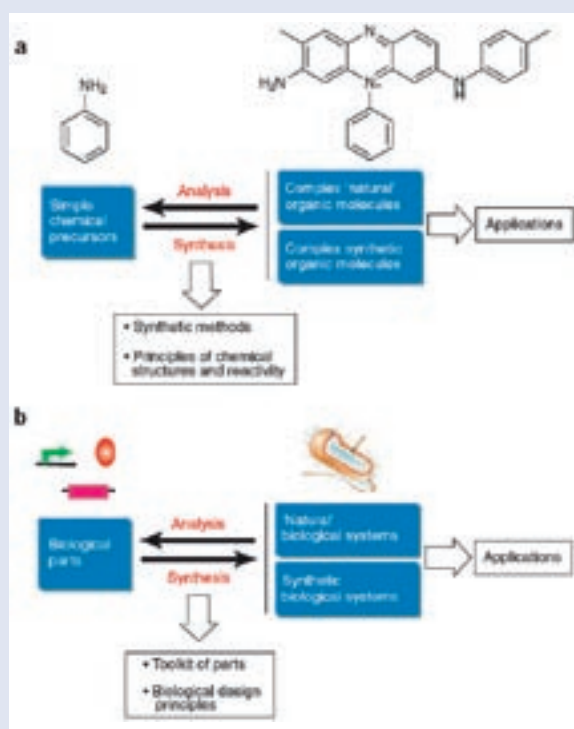 a
NH₂
N
H₂N
N
H
N+
Simple
chemical
precursors
Analysis
Synthesis
Complex 'natural'
organic molecules
Complex synthetic
organic molecules
Applications
• Synthetic methods
• Principles of chemical
structures and reactivity
b
Biological
parts
Analysis
Synthesis
'Natural'
biological systems
Synthetic
biological systems
Applications
• Toolkit of parts
• Biological design
principles